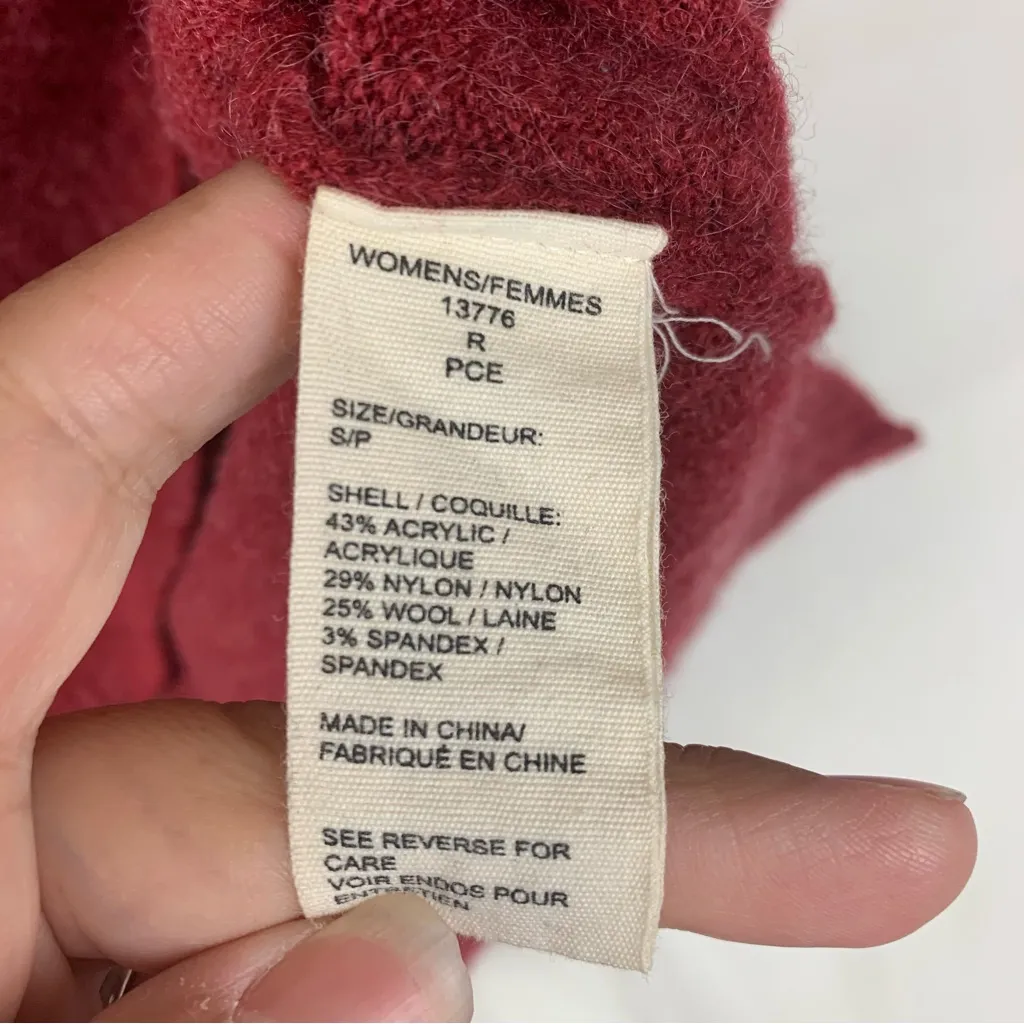 WOMENS/FEMMES
13776
R
PCE
SIZE/GRANDEUR:
S/P
SHELL / COQUILLE:
43% ACRYLIC /
ACRYLIQUE
29% NYLON / NYLON
25% WOOL / LAINE
3% SPANDEX /
SPANDEX
MADE IN CHINA/
FABRIQUÉ EN CHINE
SEE REVERSE FOR
CARE
VOIR ENDOS POUR
ENTRETIEN